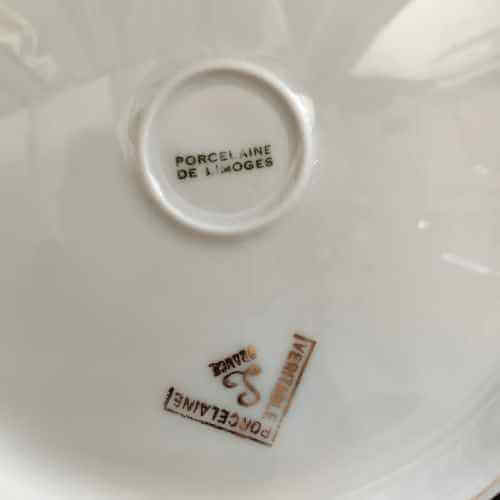 PORCELAINE
DE LIMOGES
VERITABLE
PORCELAINE
L
FRANCE